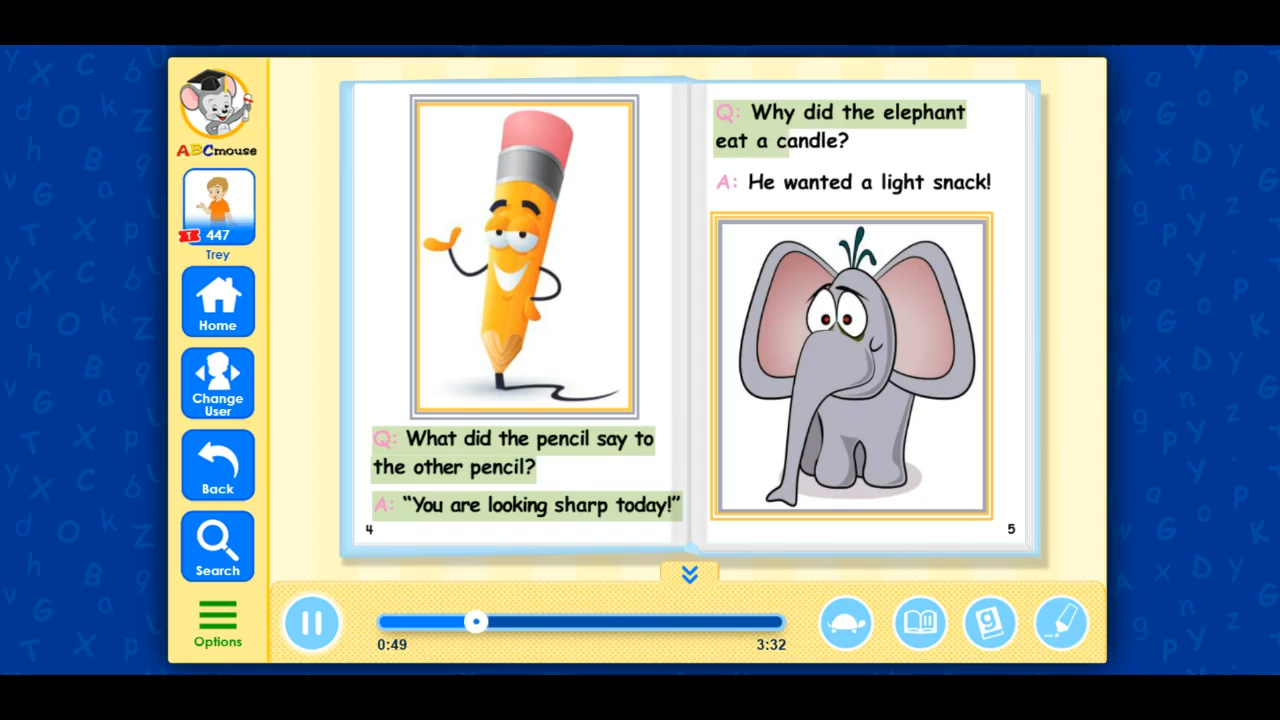 ABCmouse
T 447
Trey
Home
Change
User
Back
Search
Options
Q: What did the pencil say to
the other pencil?
A: “You are looking sharp today!”
4
Q: Why did the elephant
eat a candle?
A: He wanted a light snack!
5
0:49
3:32
g